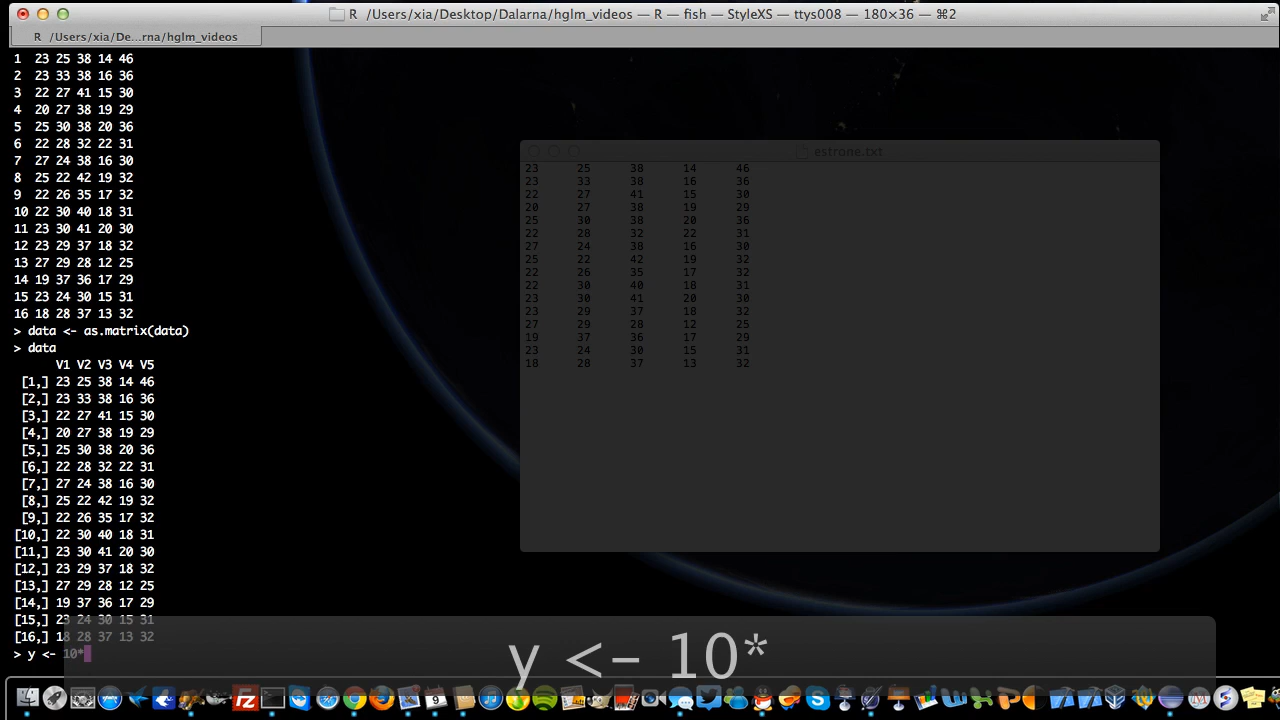 R /Users/xia/Desktop/Dalarna/hglm_videos — R — fish — StyleXS — ttys008 — 180×36 — ⌘2
R /Users/xia/De...rna/hglm_videos
1 23 25 38 14 46
2 23 33 38 16 36
3 22 27 41 15 30
4 20 27 38 19 29
5 25 30 38 20 36
6 22 28 32 22 31
7 27 24 38 16 30
8 25 22 42 19 32
9 22 26 35 17 32
10 22 30 40 18 31
11 23 30 41 20 30
12 23 29 37 18 32
13 27 29 28 12 25
14 19 37 36 17 29
15 23 24 30 15 31
16 18 28 37 13 32
> data <- as.matrix(data)
> data
V1 V2 V3 V4 V5
[1,] 23 25 38 14 46
[2,] 23 33 38 16 36
[3,] 22 27 41 15 30
[4,] 20 27 38 19 29
[5,] 25 30 38 20 36
[6,] 22 28 32 22 31
[7,] 27 24 38 16 30
[8,] 25 22 42 19 32
[9,] 22 26 35 17 32
[10,] 22 30 40 18 31
[11,] 23 30 41 20 30
[12,] 23 29 37 18 32
[13,] 27 29 28 12 25
[14,] 19 37 36 17 29
[15,] 23 24 30 15 31
[16,] 18 28 37 13 32
> y <- 10*
estrone.txt
23 25 38 14 46
23 33 38 16 36
22 27 41 15 30
20 27 38 19 29
25 30 38 20 36
22 28 32 22 31
27 24 38 16 30
25 22 42 19 32
22 26 35 17 32
22 30 40 18 31
23 30 41 20 30
23 29 37 18 32
27 29 28 12 25
19 37 36 17 29
23 24 30 15 31
18 28 37 13 32
y <- 10*